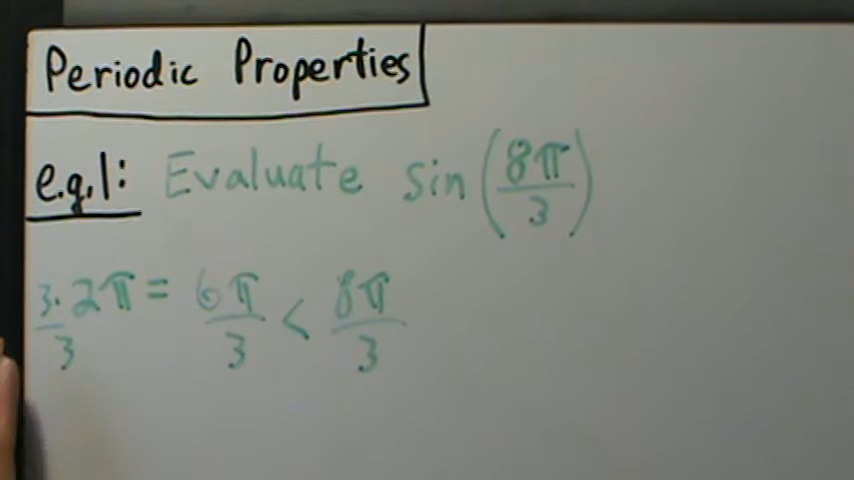 Periodic Properties
e.g.1: Evaluate sin(8π/3)
3/3·2π = 6π/3 < 8π/3